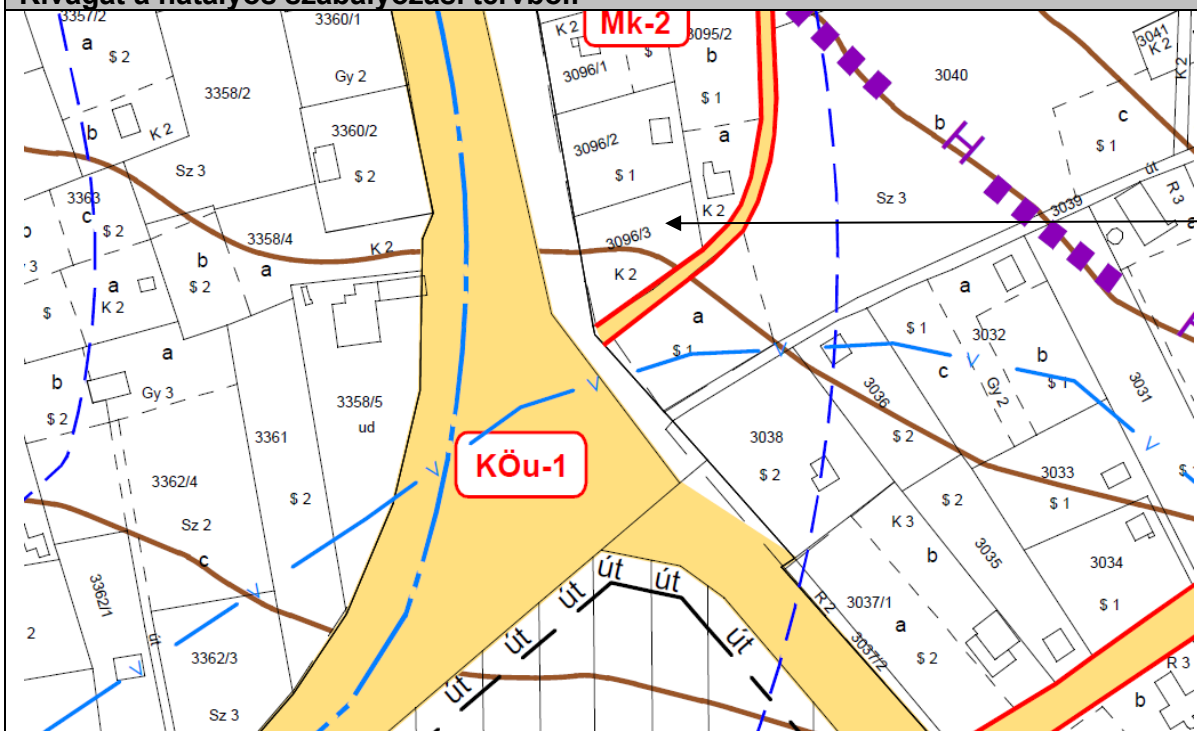 Kivágat a hatályos szabályozási tervből
3357/2
a
$ 2
3360/1
K 2
Mk-2
3095/2
b
3041
K 2
K 2
3096/1
$
3040
Gy 2
3358/2
$ 1
b
c
3360/2
b
K 2
a
$ 1
3096/2
Sz 3
$ 2
$ 1
út
R 3
3363
c
Sz 3
3039
$ 2
K 2
a
b
3358/4
K 2
3096/3
3
b
a
K 2
a
$ 2
a
K 2
$
a
$ 1
3032
a
$ 1
b
c
$ 1
b
Gy 2
3031
Gy 3
3036
3358/5
$ 2
ud
3361
3038
$ 2
KÖu-1
3033
$ 2
$
3362/4
$ 2
$ 2
$ 1
Sz 2
K 3
c
b
3035
3034
út
út
3362/1
út
R 2
3037/1
$ 1
2
út
út
út
a
3362/3
$ 2
3037/2
R 3
út
b
Sz 3